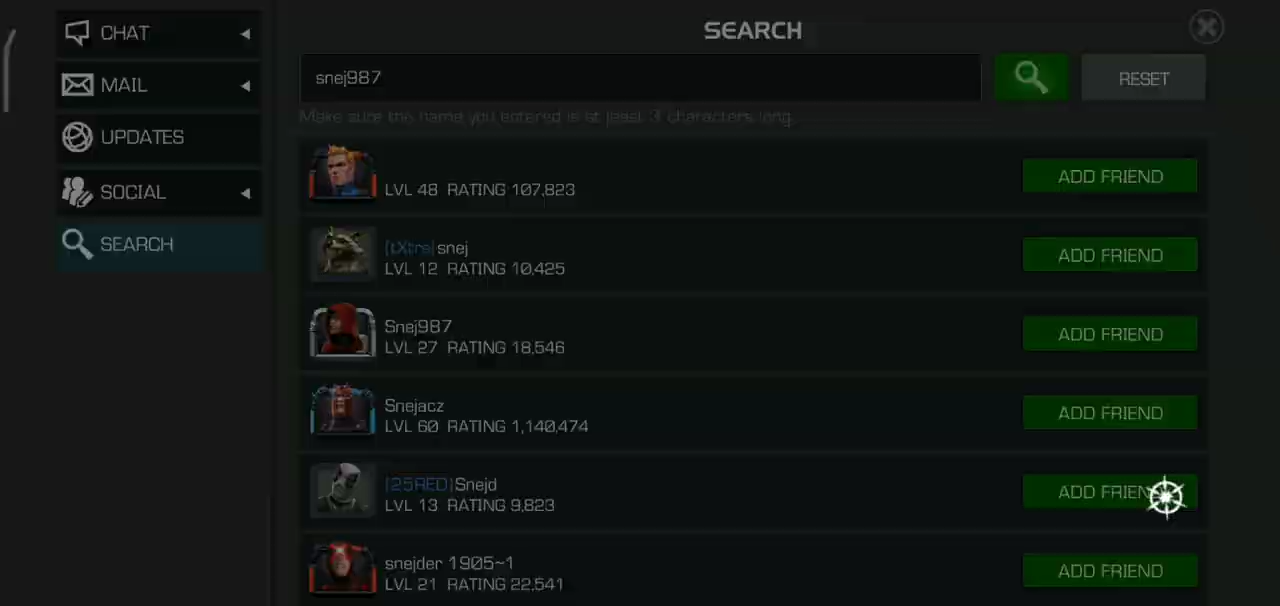 CHAT
MAIL
UPDATES
SOCIAL
SEARCH
SEARCH
snej987
RESET
Make sure the name you entered is at least 3 characters long.
LVL 48 RATING 107,823
ADD FRIEND
[tXtre]snej
LVL 12 RATING 10,425
ADD FRIEND
Snej987
LVL 27 RATING 18,546
ADD FRIEND
Snejacz
LVL 60 RATING 1,140,474
ADD FRIEND
[25RED]Snejd
LVL 13 RATING 9,823
ADD FRIEND
snejder 1905~1
LVL 21 RATING 22,541
ADD FRIEND